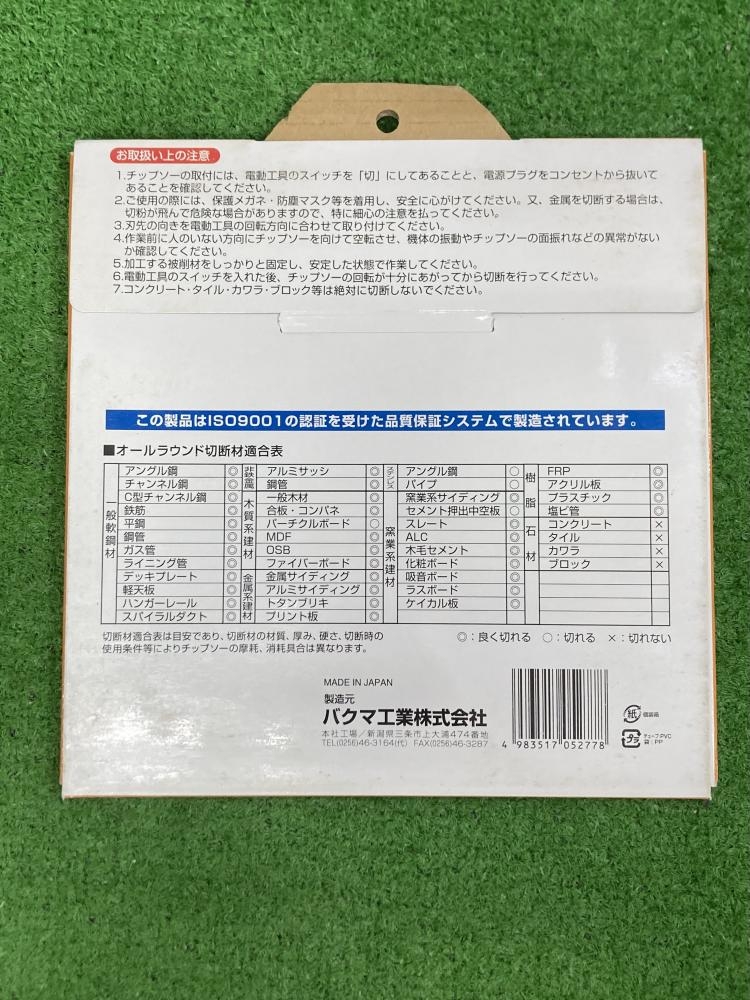 お取扱い上の注意
1.チップソーの取付には、電動工具のスイッチを「切」にしてあることと、電源プラグをコンセントから抜いて
あることを確認してください。
2.ご使用の際には、保護メガネ・防塵マスク等を着用し、安全に心がけてください。又、金属を切断する場合は、
切粉が飛んで危険な場合がありますので、特に細心の注意を払ってください。
3.刃先の向きを電動工具の回転方向に合わせて取り付けてください。
4.作業前に人のいない方向にチップソーを向けて空転させ、機体の振動やチップソーの面振れなどの異常がない
か確認してください。
5.加工する被削材をしっかりと固定し、安定した状態で作業してください。
6.電動工具のスイッチを入れた後、チップソーの回転が十分にあがってから切断を行ってください。
7.コンクリート・タイル・カワラ・ブロック等は絶対に切断しないでください。
この製品はISO9001の認証を受けた品質保証システムで製造されています。
■オールラウンド切断材適合表
一般軟鋼材
アングル鋼 ◎
チャンネル鋼 ◎
C型チャンネル鋼 ◎
鉄筋 ◎
平鋼 ◎
鋼管 ◎
ガス管 ◎
ライニング管 ◎
デッキプレート ◎
軽天板 ◎
ハンガーレール ◎
スパイラルダクト ◎
非鉄金属
アルミサッシ ◎
鋼管 ◎
木質系建材
一般木材 ◎
合板・コンパネ ◎
パーチクルボード ○
MDF ◎
OSB ◎
ファイバーボード ◎
金属系建材
金属サイディング ◎
アルミサイディング ◎
トタンブリキ ◎
プリント板 ◎
ステンレス
アングル鋼 ○
パイプ ○
窯業系建材
窯業系サイディング ◎
セメント押出中空板 ○
スレート ◎
ALC ◎
木毛セメント ◎
化粧ボード ◎
吸音ボード ◎
ラスボード ◎
ケイカル板 ◎
樹脂
FRP ◎
アクリル板 ◎
プラスチック ◎
塩ビ管 ◎
石材
コンクリート ×
タイル ×
カワラ ×
ブロック ×
切断材適合表は目安であり、切断材の材質、厚み、硬さ、切断時の
使用条件等によりチップソーの摩耗、消耗具合は異なります。
◎：良く切れる ○：切れる ×：切れない
MADE IN JAPAN
製造元
バクマ工業株式会社
本社工場／新潟県三条市上大浦474番地
TEL(0256)46-3164(代) FAX(0256)46-3287
4 983517 052778
紙 個装箱
プラ チューブ:PVC
袋:PP